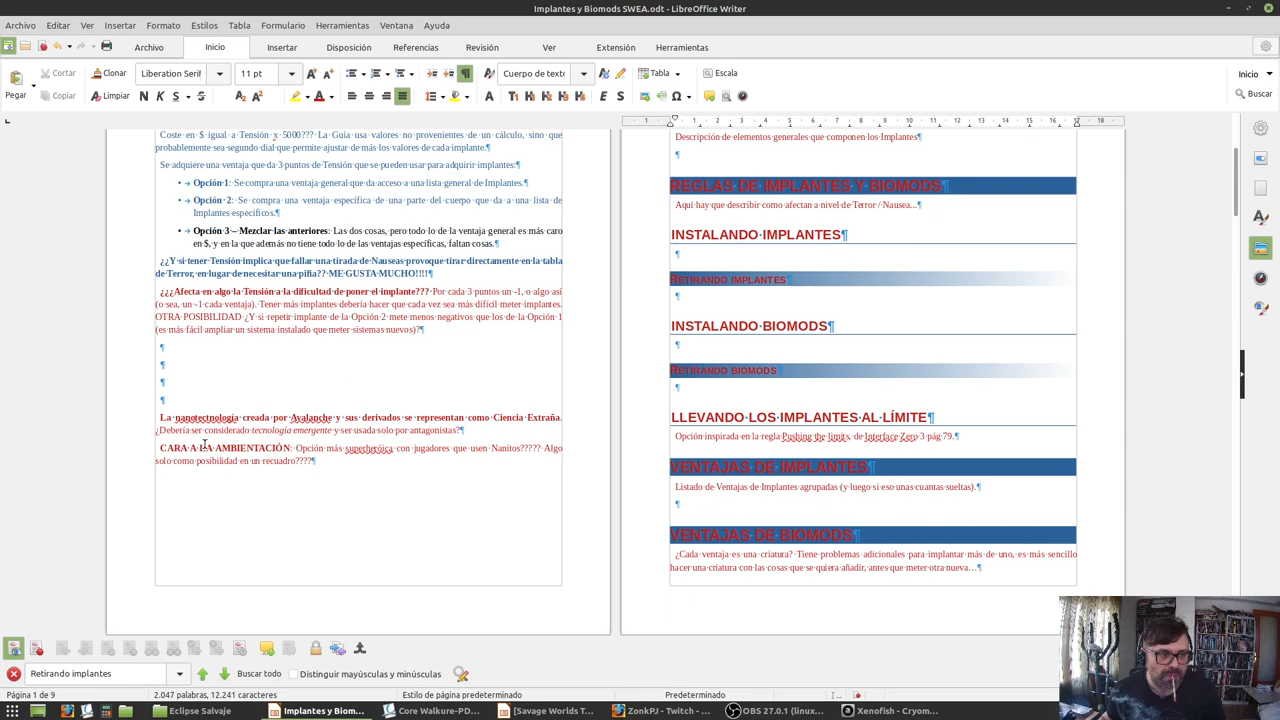 Implantes y Biomods SWEA.odt - LibreOffice Writer
Archivo Editar Ver Insertar Formato Estilos Tabla Formulario Herramientas Ventana Ayuda
Archivo Inicio Insertar Disposición Referencias Revisión Ver Extensión Herramientas
Cortar Clonar Liberation Serif 11 pt Cuerpo de texto Tabla Escala Inicio
Pegar Copiar Limpiar Buscar
Coste en $ igual a Tensión x 5000??? La Guía usa valores no provenientes de un cálculo, sino que
probablemente sea segundo dial que permite ajustar de más los valores de cada implante.¶
Se adquiere una ventaja que da 3 puntos de Tensión que se pueden usar para adquirir implantes:¶
• Opción 1: Se compra una ventaja general que da acceso a una lista general de Implantes.¶
• Opción 2: Se compra una ventaja específica de una parte del cuerpo que da a una lista de
Implantes específicos.¶
• Opción 3 – Mezclar las anteriores: Las dos cosas, pero todo lo de la ventaja general es más caro
en $, y en la que además no tiene todo lo de las ventajas específicas, faltan cosas.¶
¿¿Y si tener Tensión implica que fallar una tirada de Nauseas provoque tirar directamente en la tabla
de Terror, en lugar de necesitar una pifia?? ME GUSTA MUCHO!!!!¶
¿¿¿Afecta en algo la Tensión a la dificultad de poner el implante??? Por cada 3 puntos un -1, o algo así
(o sea, un -1 cada ventaja). Tener más implantes debería hacer que cada vez sea más difícil meter implantes.
OTRA POSIBILIDAD ¿Y si repetir implante de la Opción 2 mete menos negativos que los de la Opción 1
(es más fácil ampliar un sistema instalado que meter sistemas nuevos)?¶
¶
¶
¶
¶
La nanotectnología creada por Avalanche y sus derivados se representan como Ciencia Extraña.
¿Debería ser considerado tecnología emergente y ser usada solo por antagonistas?¶
CARA A LA AMBIENTACIÓN: Opción más superheróica con jugadores que usen Nanitos????? Algo
solo como posibilidad en un recuadro????¶
Descripción de elementos generales que componen los Implantes¶
¶
REGLAS DE IMPLANTES Y BIOMODS¶
Aquí hay que describir como afectan a nivel de Terror / Nausea...¶
INSTALANDO IMPLANTES¶
¶
RETIRANDO IMPLANTES¶
¶
INSTALANDO BIOMODS¶
¶
RETIRANDO BIOMODS¶
¶
LLEVANDO LOS IMPLANTES AL LÍMITE¶
Opción inspirada en la regla Pushing the limits, de Interface Zero 3 pág 79.¶
VENTAJAS DE IMPLANTES¶
Listado de Ventajas de Implantes agrupadas (y luego si eso unas cuantas sueltas).¶
¶
VENTAJAS DE BIOMODS¶
¿Cada ventaja es una criatura? Tiene problemas adicionales para implantar más de uno, es más sencillo
hacer una criatura con las cosas que se quiera añadir, antes que meter otra nueva…¶
Retirando implantes Buscar todo Distinguir mayúsculas y minúsculas
Página 1 de 9 2.047 palabras, 12.241 caracteres Estilo de página predeterminado Predeterminado
Eclipse Salvaje Implantes y Biom... Core Walkure-PD... [Savage Worlds T... ZonkPJ - Twitch - ... OBS 27.0.1 (linux... Xenofish - Cryom...